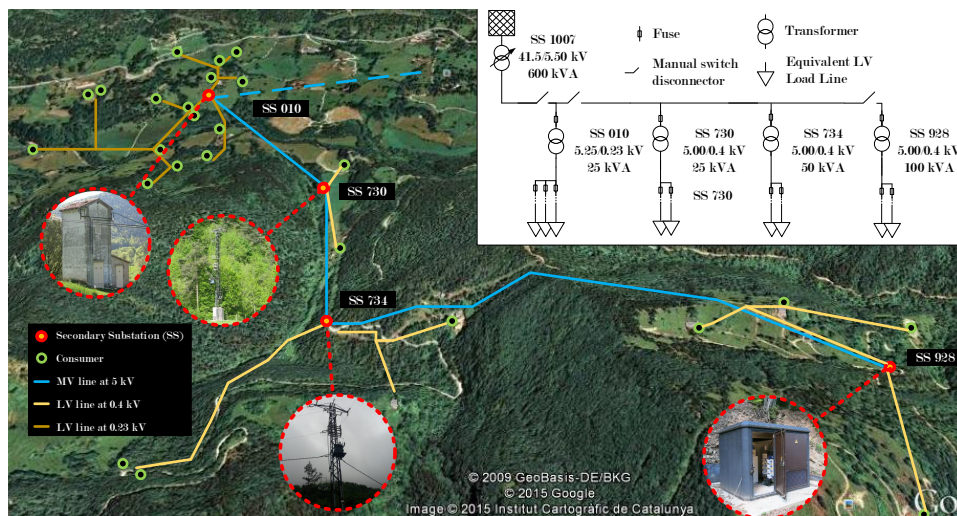 SS 1007
41.5/5.50 kV
600 kVA
Fuse
Manual switch
disconnector
Transformer
Equivalent LV
Load Line
SS 010
5.25/0.23 kV
25 kVA
SS 730
5.00/0.4 kV
25 kVA
SS 734
5.00/0.4 kV
50 kVA
SS 928
5.00/0.4 kV
100 kVA
SS 730
SS 010
SS 730
SS 734
SS 928
Secondary Substation (SS)
Consumer
MV line at 5 kV
LV line at 0.4 kV
LV line at 0.23 kV
© 2009 GeoBasis-DE/BKG
© 2015 Google
Image © 2015 Institut Cartogràfic de Catalunya
Go